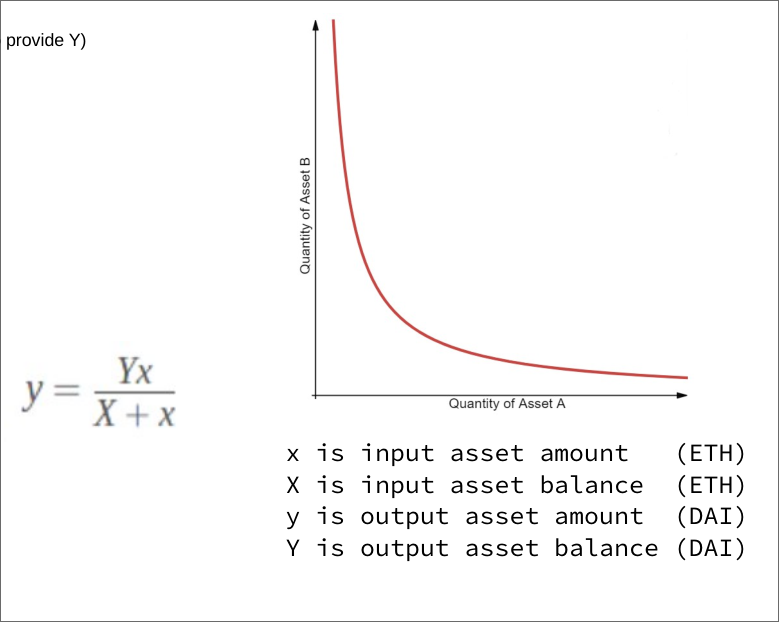 provide Y)
Quantity of Asset B
Quantity of Asset A
y = Yx / X + x
x is input asset amount (ETH)
X is input asset balance (ETH)
y is output asset amount (DAI)
Y is output asset balance (DAI)